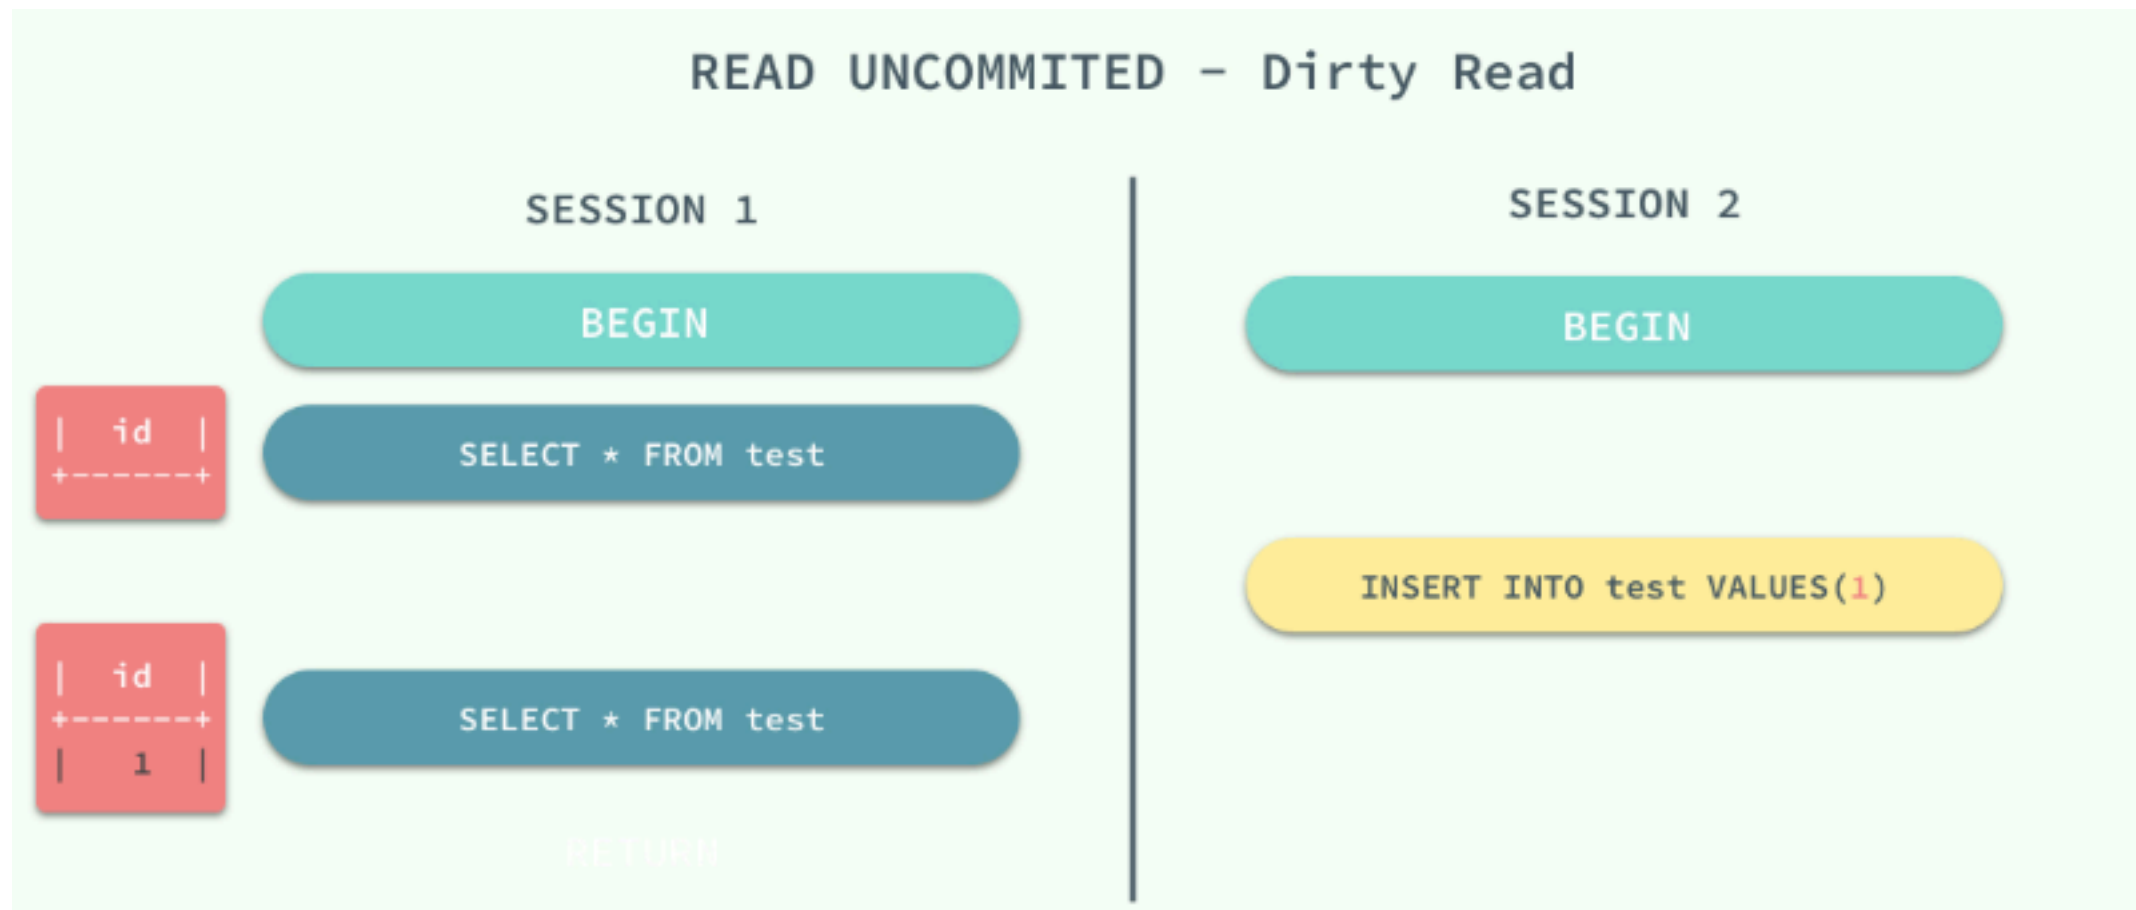 READ UNCOMMITED - Dirty Read
SESSION 1
BEGIN
| id |
+------+
SELECT * FROM test
| id |
+------+
| 1 |
SELECT * FROM test
RETURN
SESSION 2
BEGIN
INSERT INTO test VALUES(1)